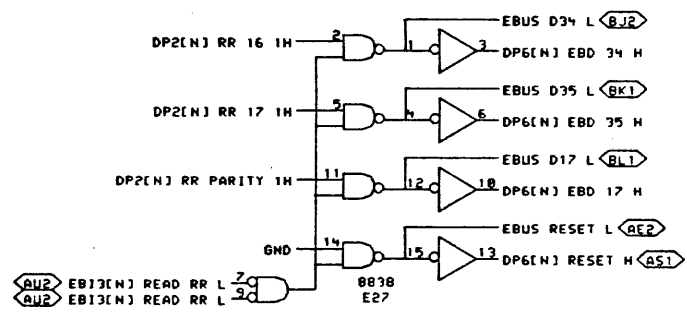 EBUS D34 L BJ2
DP2[N] RR 16 1H 2 1 3 DP6[N] EBD 34 H
EBUS D35 L BK1
DP2[N] RR 17 1H 5 4 6 DP6[N] EBD 35 H
EBUS D17 L BL1
DP2[N] RR PARITY 1H 11 12 10 DP6[N] EBD 17 H
EBUS RESET L AE2
GND 14 15 13 DP6[N] RESET H AS1
AU2 EBI3[N] READ RR L 7
AU2 EBI3[N] READ RR L 9
8838
E27